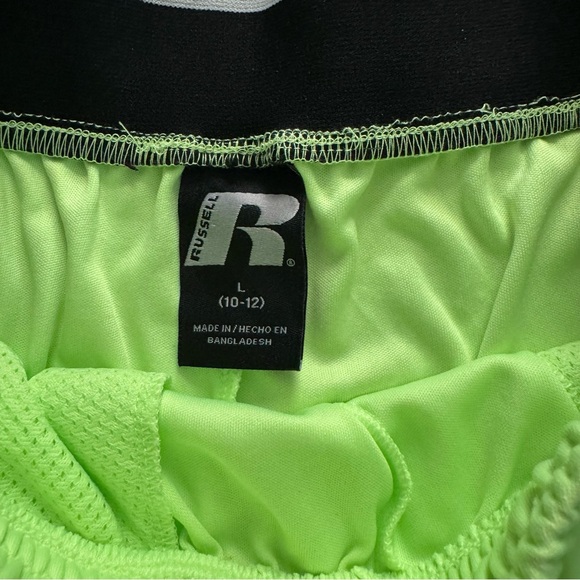 RUSSELL
R
®
L
(10-12)
MADE IN/HECHO EN
BANGLADESH